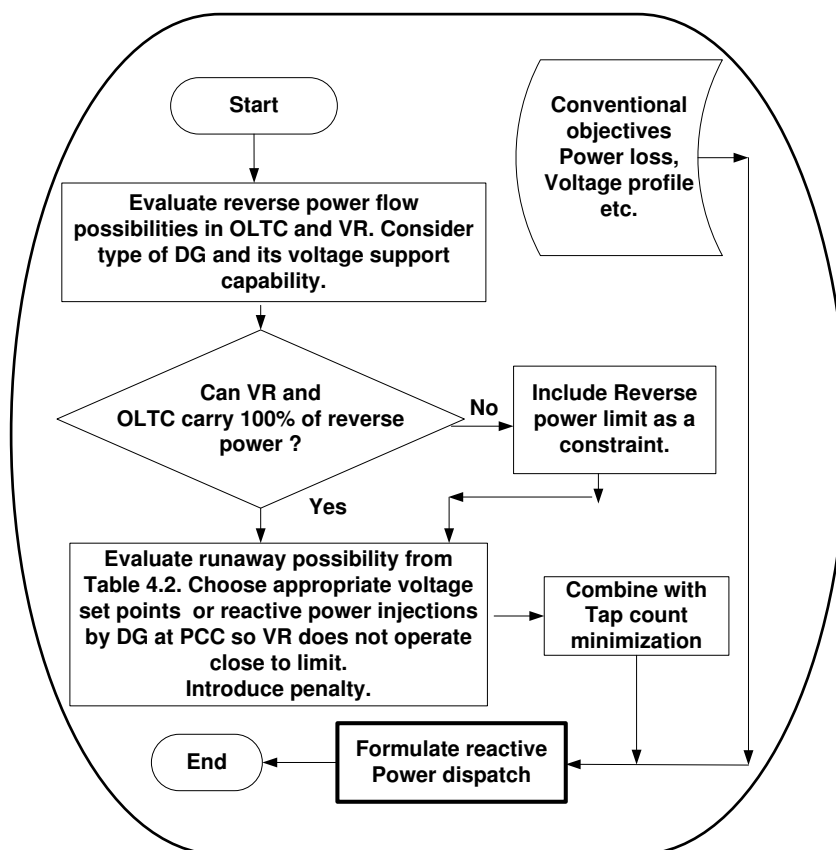 Start
Conventional
objectives
Power loss,
Voltage profile
etc.
Evaluate reverse power flow
possibilities in OLTC and VR. Consider
type of DG and its voltage support
capability.
Can VR and
OLTC carry 100% of reverse
power ?
No
Include Reverse
power limit as a
constraint.
Yes
Evaluate runaway possibility from
Table 4.2. Choose appropriate voltage
set points or reactive power injections
by DG at PCC so VR does not operate
close to limit.
Introduce penalty.
Combine with
Tap count
minimization
Formulate reactive
Power dispatch
End